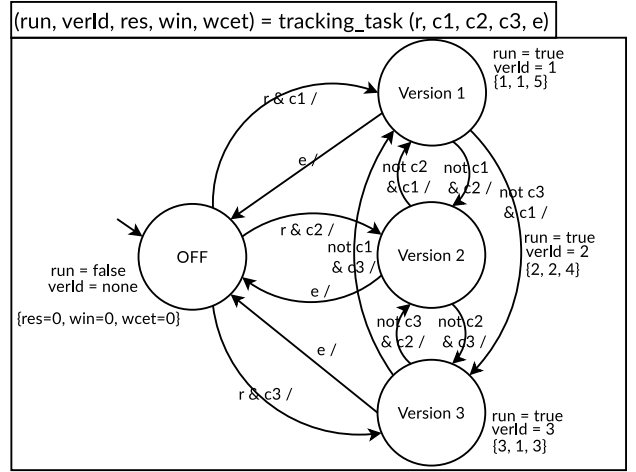 (run, verId, res, win, wcet) = tracking_task (r, c1, c2, c3, e)
run = true
verId = 1
{1, 1, 5}
Version 1
r & c1 /
e /
not c2
& c1 /
not c1
& c2 /
not c3
& c1 /
r & c2 /
OFF
Version 2
run = true
verId = 2
{2, 2, 4}
not c1
& c3 /
run = false
verId = none
e /
{res=0, win=0, wcet=0}
not c3
& c2 /
not c2
& c3 /
e /
r & c3 /
Version 3
run = true
verId = 3
{3, 1, 3}